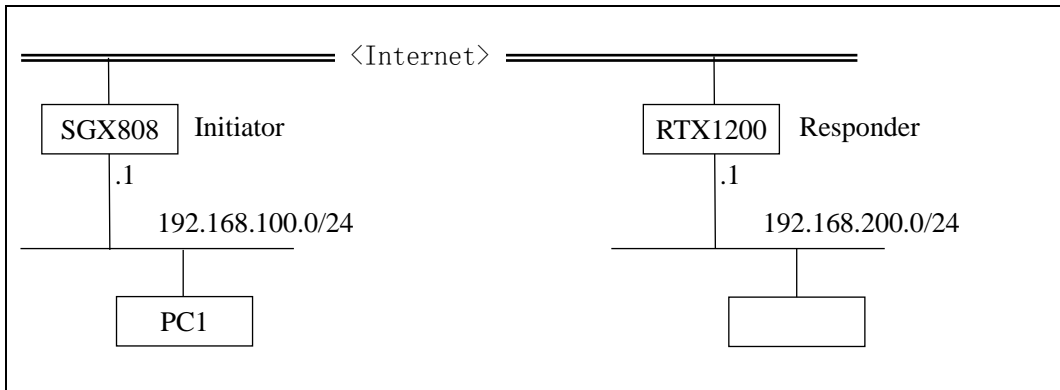 <Internet>
SGX808 Initiator RTX1200 Responder
.1 .1
192.168.100.0/24 192.168.200.0/24
PC1